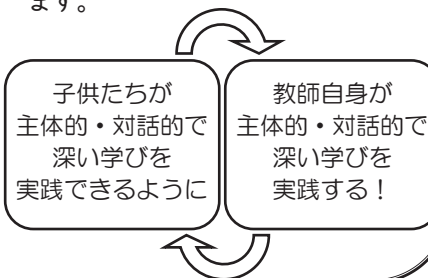 ます。
子供たちが
主体的・対話的で
深い学びを
実践できるように
教師自身が
主体的・対話的で
深い学びを
実践する！